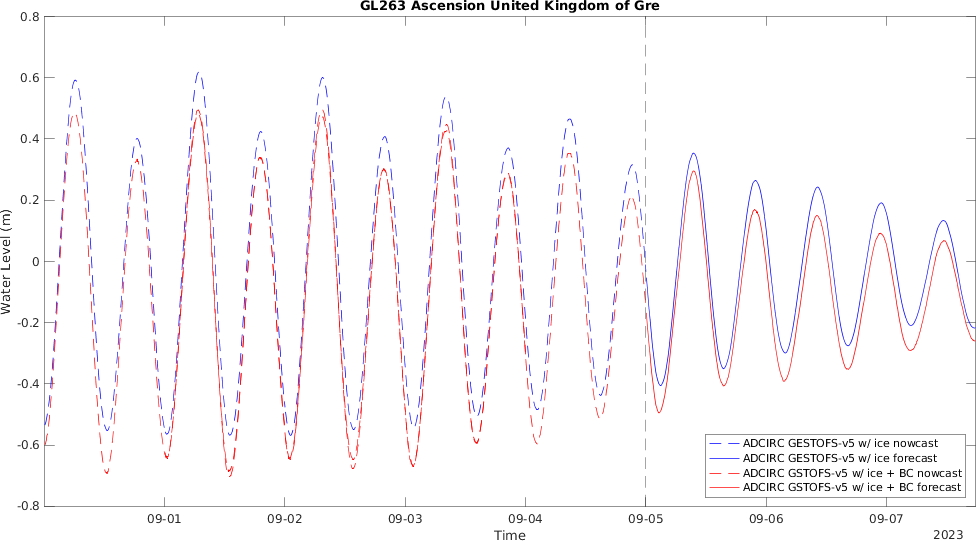 GL263 Ascension United Kingdom of Gre
0.8
0.6
0.4
0.2
0
-0.2
-0.4
-0.6
-0.8
Water Level (m)
09-01
09-02
09-03
09-04
09-05
09-06
09-07
Time
2023
ADCIRC GESTOFS-v5 w/ ice nowcast
ADCIRC GESTOFS-v5 w/ ice forecast
ADCIRC GSTOFS-v5 w/ ice + BC nowcast
ADCIRC GSTOFS-v5 w/ ice + BC forecast